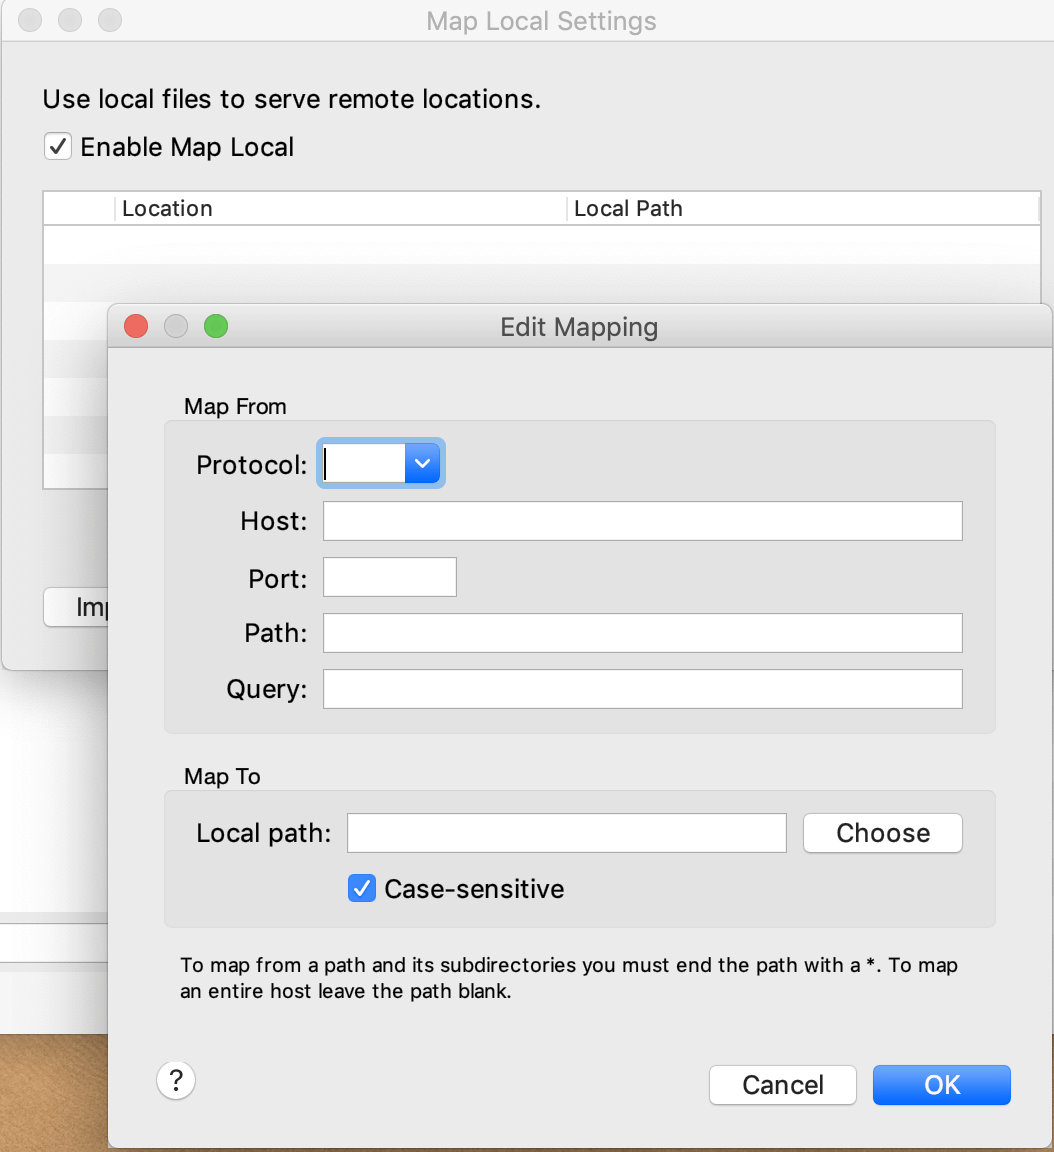 Map Local Settings
Use local files to serve remote locations.
Enable Map Local
Location Local Path
Edit Mapping
Map From
Protocol:
Host:
Port:
Path:
Query:
Map To
Local path: Choose
Case-sensitive
To map from a path and its subdirectories you must end the path with a *. To map
an entire host leave the path blank.
? Cancel OK